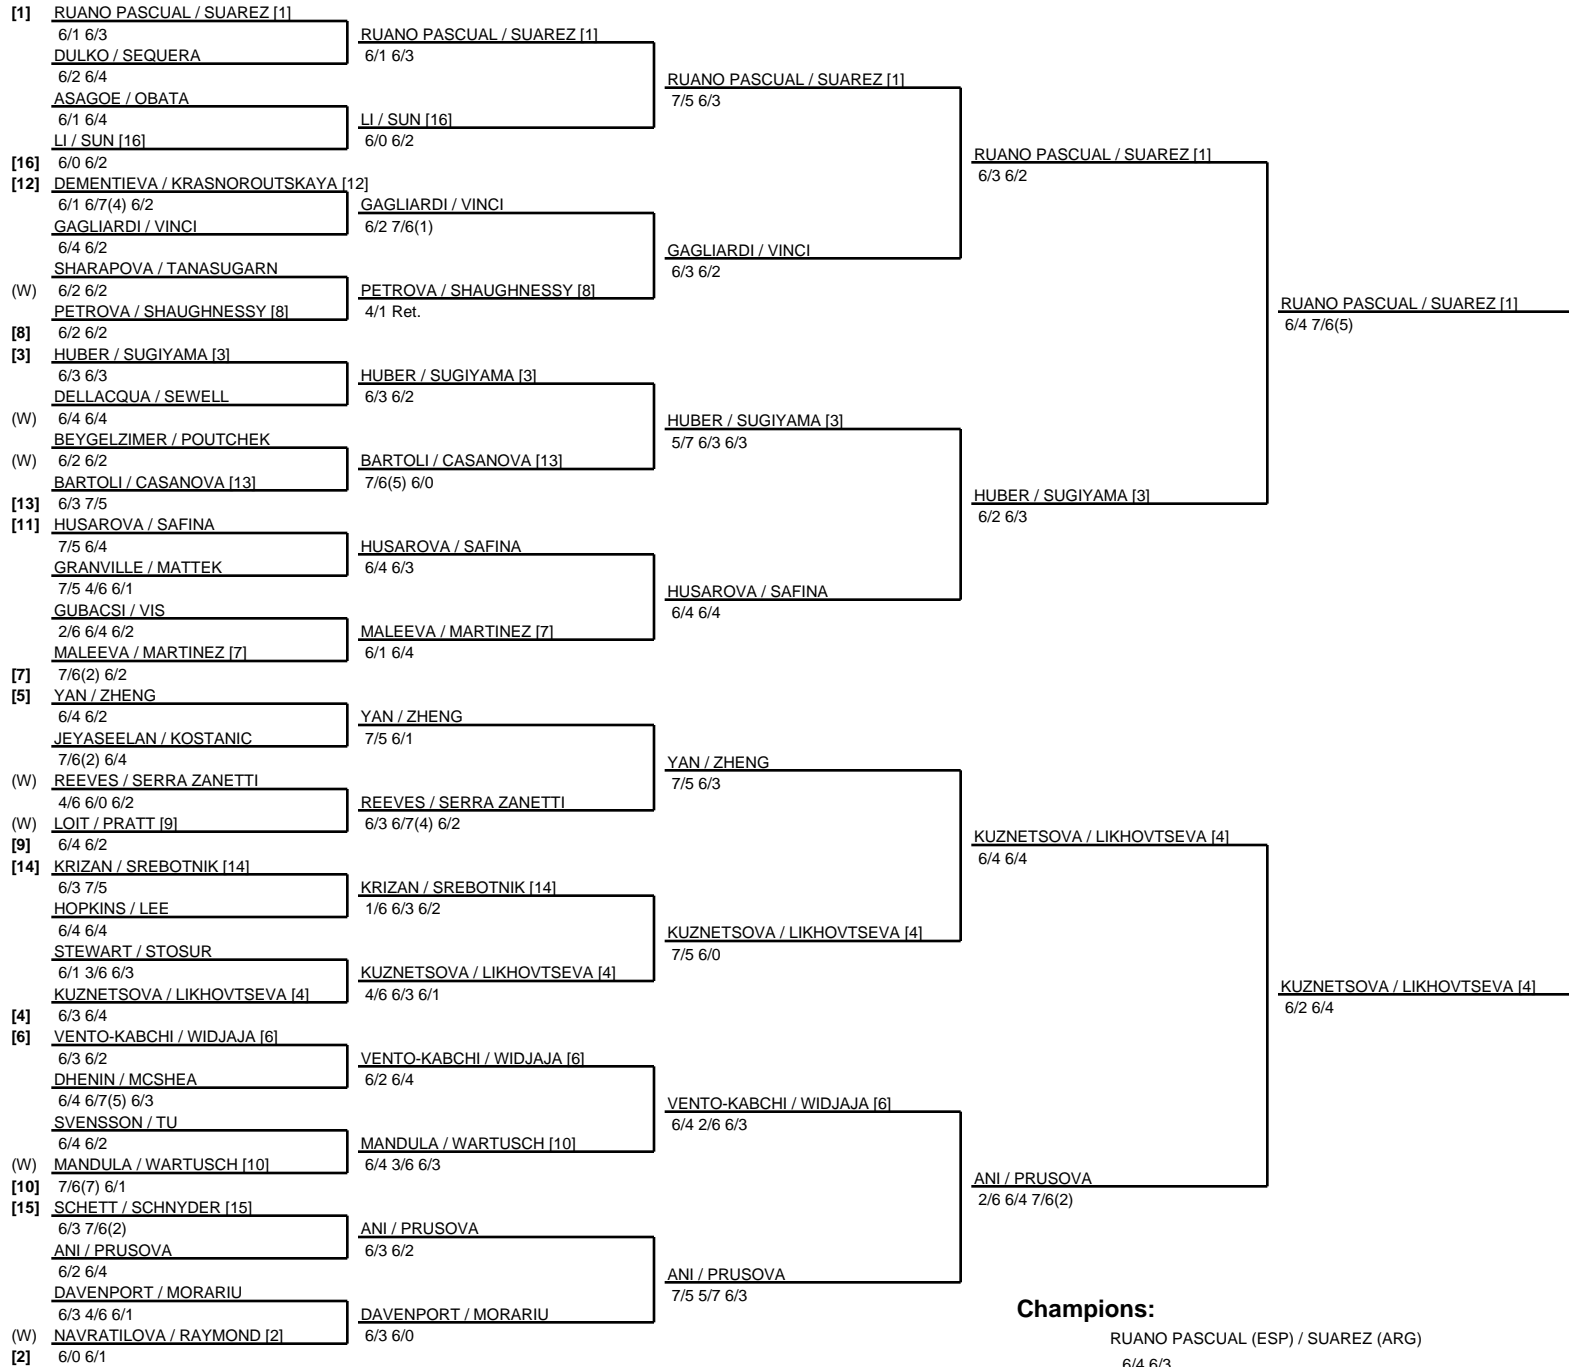 [1] RUANO PASCUAL / SUAREZ [1]
6/1 6/3
DULKO / SEQUERA
6/2 6/4
ASAGOE / OBATA
6/1 6/4
LI / SUN [16]
[16] 6/0 6/2
[12] DEMENTIEVA / KRASNOROUTSKAYA [12]
6/1 6/7(4) 6/2
GAGLIARDI / VINCI
6/4 6/2
SHARAPOVA / TANASUGARN
(W) 6/2 6/2
PETROVA / SHAUGHNESSY [8]
[8] 6/2 6/2
[3] HUBER / SUGIYAMA [3]
6/3 6/3
DELLACQUA / SEWELL
(W) 6/4 6/4
BEYGELZIMER / POUTCHEK
(W) 6/2 6/2
BARTOLI / CASANOVA [13]
[13] 6/3 7/5
[11] HUSAROVA / SAFINA
7/5 6/4
GRANVILLE / MATTEK
7/5 4/6 6/1
GUBACSI / VIS
2/6 6/4 6/2
MALEEVA / MARTINEZ [7]
[7] 7/6(2) 6/2
[5] YAN / ZHENG
6/4 6/2
JEYASEELAN / KOSTANIC
7/6(2) 6/4
(W) REEVES / SERRA ZANETTI
4/6 6/0 6/2
(W) LOIT / PRATT [9]
[9] 6/4 6/2
[14] KRIZAN / SREBOTNIK [14]
6/3 7/5
HOPKINS / LEE
6/4 6/4
STEWART / STOSUR
6/1 3/6 6/3
KUZNETSOVA / LIKHOVTSEVA [4]
[4] 6/3 6/4
[6] VENTO-KABCHI / WIDJAJA [6]
6/3 6/2
DHENIN / MCSHEA
6/4 6/7(5) 6/3
SVENSSON / TU
6/4 6/2
(W) MANDULA / WARTUSCH [10]
[10] 7/6(7) 6/1
[15] SCHETT / SCHNYDER [15]
6/3 7/6(2)
ANI / PRUSOVA
6/2 6/4
DAVENPORT / MORARIU
6/3 4/6 6/1
(W) NAVRATILOVA / RAYMOND [2]
[2] 6/0 6/1
RUANO PASCUAL / SUAREZ [1]
6/1 6/3
LI / SUN [16]
6/0 6/2
GAGLIARDI / VINCI
6/2 7/6(1)
PETROVA / SHAUGHNESSY [8]
4/1 Ret.
HUBER / SUGIYAMA [3]
6/3 6/2
BARTOLI / CASANOVA [13]
7/6(5) 6/0
HUSAROVA / SAFINA
6/4 6/3
MALEEVA / MARTINEZ [7]
6/1 6/4
YAN / ZHENG
7/5 6/1
REEVES / SERRA ZANETTI
6/3 6/7(4) 6/2
KRIZAN / SREBOTNIK [14]
1/6 6/3 6/2
KUZNETSOVA / LIKHOVTSEVA [4]
4/6 6/3 6/1
VENTO-KABCHI / WIDJAJA [6]
6/2 6/4
MANDULA / WARTUSCH [10]
6/4 3/6 6/3
ANI / PRUSOVA
6/3 6/2
DAVENPORT / MORARIU
6/3 6/0
RUANO PASCUAL / SUAREZ [1]
7/5 6/3
GAGLIARDI / VINCI
6/3 6/2
HUBER / SUGIYAMA [3]
5/7 6/3 6/3
HUSAROVA / SAFINA
6/4 6/4
YAN / ZHENG
7/5 6/3
KUZNETSOVA / LIKHOVTSEVA [4]
7/5 6/0
VENTO-KABCHI / WIDJAJA [6]
6/4 2/6 6/3
ANI / PRUSOVA
7/5 5/7 6/3
RUANO PASCUAL / SUAREZ [1]
6/3 6/2
HUBER / SUGIYAMA [3]
6/2 6/3
KUZNETSOVA / LIKHOVTSEVA [4]
6/4 6/4
ANI / PRUSOVA
2/6 6/4 7/6(2)
RUANO PASCUAL / SUAREZ [1]
6/4 7/6(5)
KUZNETSOVA / LIKHOVTSEVA [4]
6/2 6/4
Champions:
RUANO PASCUAL (ESP) / SUAREZ (ARG)
6/4 6/3